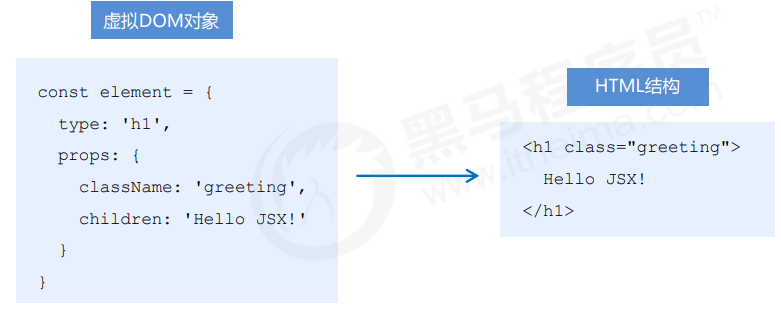 虚拟DOM对象
const element = {
  type: 'h1',
  props: {
    className: 'greeting',
    children: 'Hello JSX!'
  }
}
HTML结构
<h1 class="greeting">
  Hello JSX!
</h1>
黑马程序员™
www.itheima.com